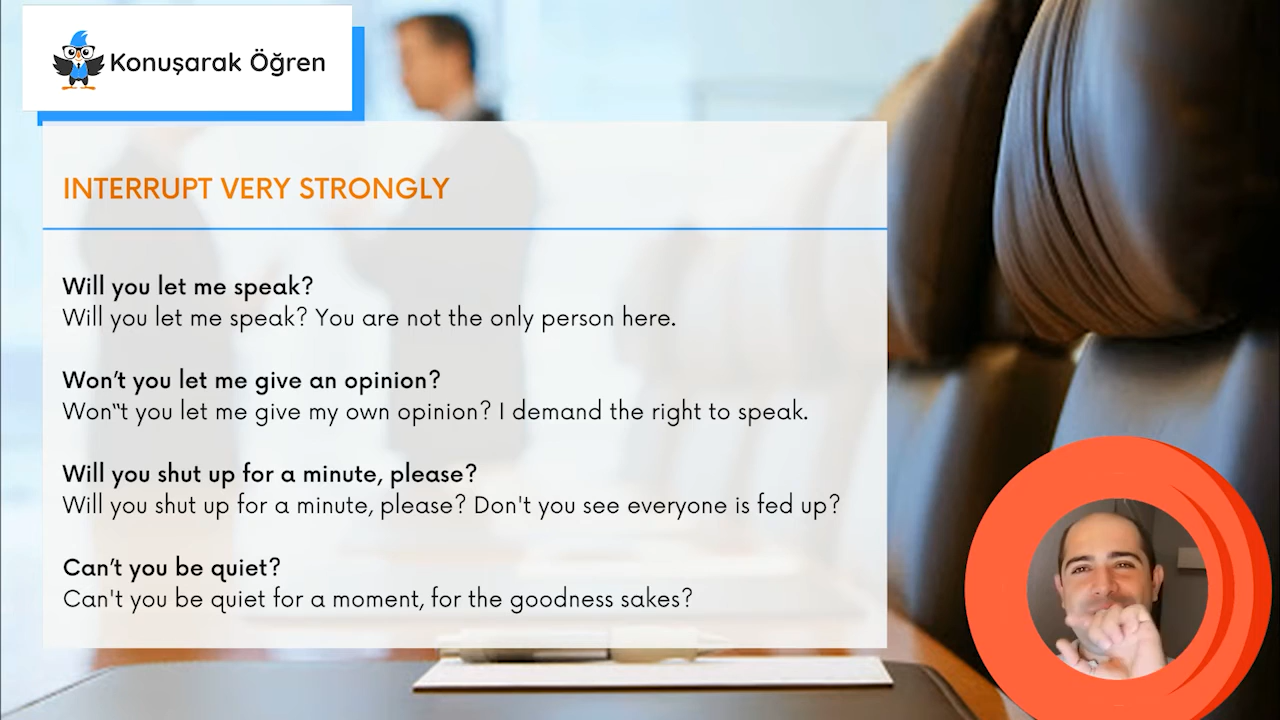 Konuşarak Öğren
INTERRUPT VERY STRONGLY
Will you let me speak?
Will you let me speak? You are not the only person here.
Won’t you let me give an opinion?
Won‟t you let me give my own opinion? I demand the right to speak.
Will you shut up for a minute, please?
Will you shut up for a minute, please? Don't you see everyone is fed up?
Can’t you be quiet?
Can't you be quiet for a moment, for the goodness sakes?